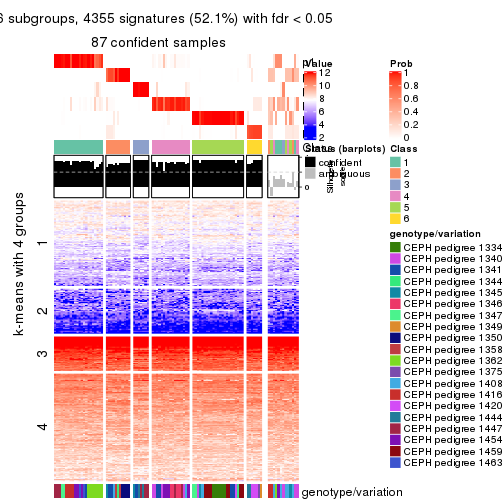 6 subgroups, 4355 signatures (52.1%) with fdr < 0.05
87 confident samples
Value
12
10
8
6
4
2
Prob
1
0.8
0.6
0.4
0.2
0
Status (barplots)
confident
ambiguous
Class
1
2
3
4
5
6
0
genotype/variation
CEPH pedigree 1334
CEPH pedigree 1340
CEPH pedigree 1341
CEPH pedigree 1344
CEPH pedigree 1345
CEPH pedigree 1346
CEPH pedigree 1347
CEPH pedigree 1349
CEPH pedigree 1350
CEPH pedigree 1358
CEPH pedigree 1362
CEPH pedigree 1375
CEPH pedigree 1408
CEPH pedigree 1416
CEPH pedigree 1420
CEPH pedigree 1444
CEPH pedigree 1447
CEPH pedigree 1454
CEPH pedigree 1459
CEPH pedigree 1463
k-means with 4 groups
1
2
3
4
genotype/variation